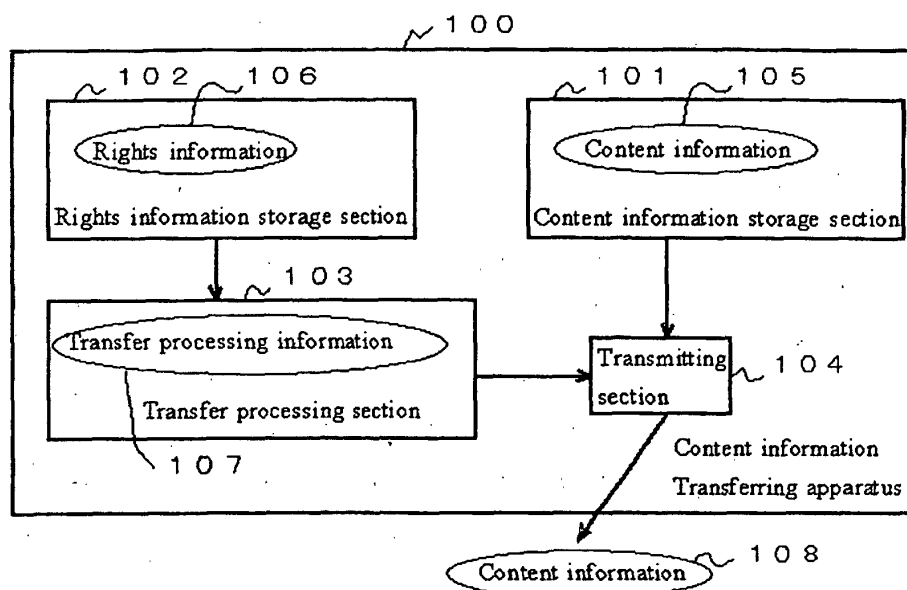 100
102
106
101
105
Rights information
Content information
Rights information storage section
Content information storage section
103
Transfer processing information
Transmitting
section
104
Transfer processing section
107
Content information
Transferring apparatus
108
Content information